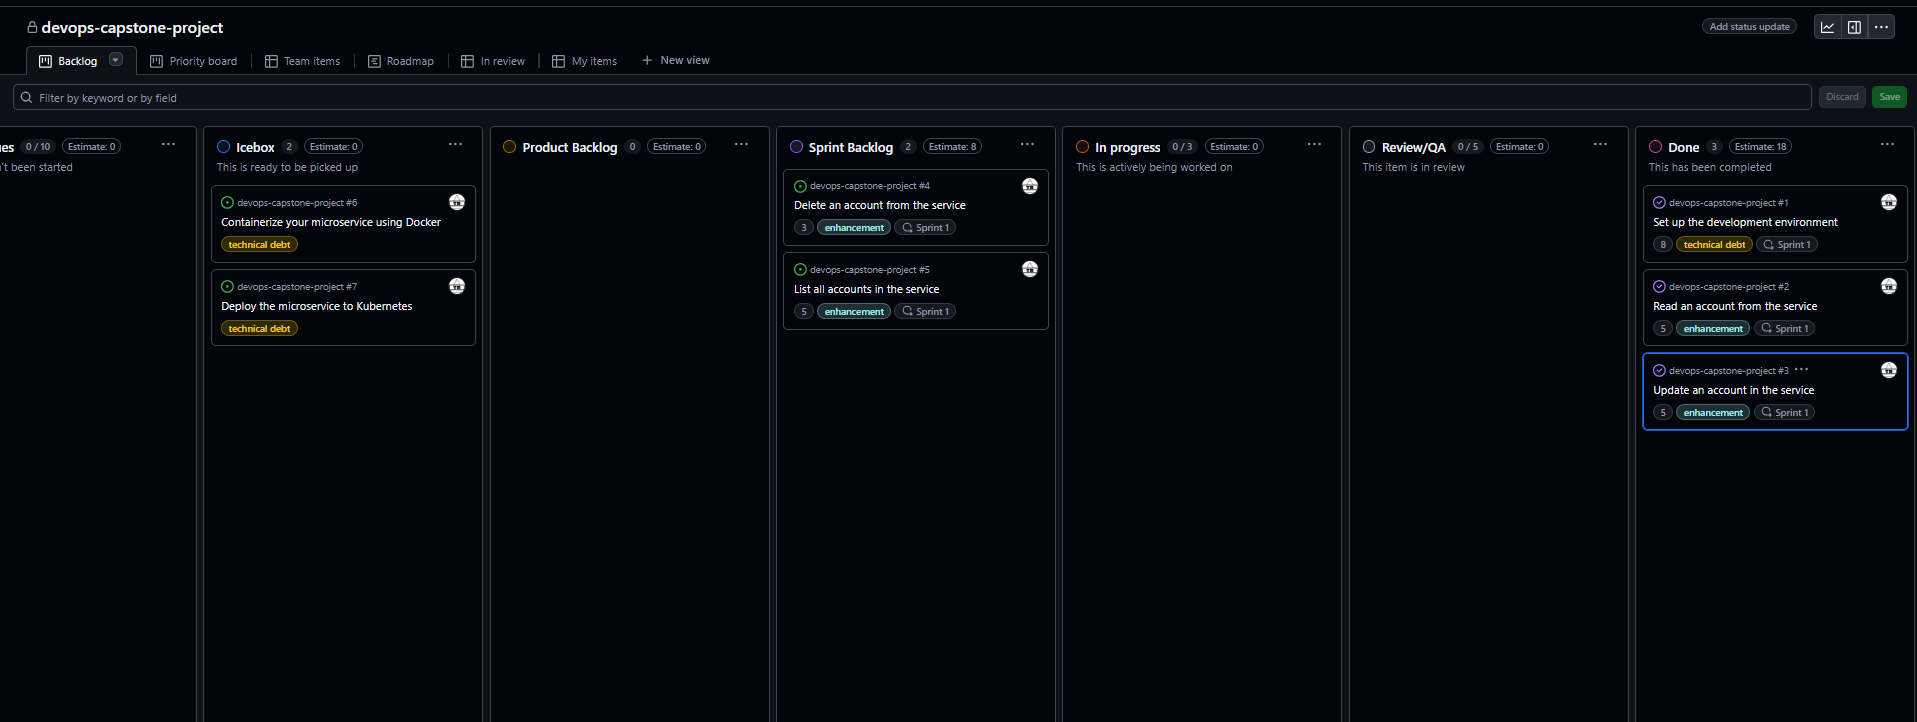 devops-capstone-project
Add status update
Backlog
Priority board
Team items
Roadmap
In review
My items
New view
Filter by keyword or by field
Discard
Save
es 0 / 10 Estimate: 0
't been started
Icebox 2 Estimate: 0
This is ready to be picked up
devops-capstone-project #6
Containerize your microservice using Docker
technical debt
devops-capstone-project #7
Deploy the microservice to Kubernetes
technical debt
Product Backlog 0 Estimate: 0
Sprint Backlog 2 Estimate: 8
devops-capstone-project #4
Delete an account from the service
3 enhancement Sprint 1
devops-capstone-project #5
List all accounts in the service
5 enhancement Sprint 1
In progress 0 / 3 Estimate: 0
This is actively being worked on
Review/QA 0 / 5 Estimate: 0
This item is in review
Done 3 Estimate: 18
This has been completed
devops-capstone-project #1
Set up the development environment
8 technical debt Sprint 1
devops-capstone-project #2
Read an account from the service
5 enhancement Sprint 1
devops-capstone-project #3
Update an account in the service
5 enhancement Sprint 1